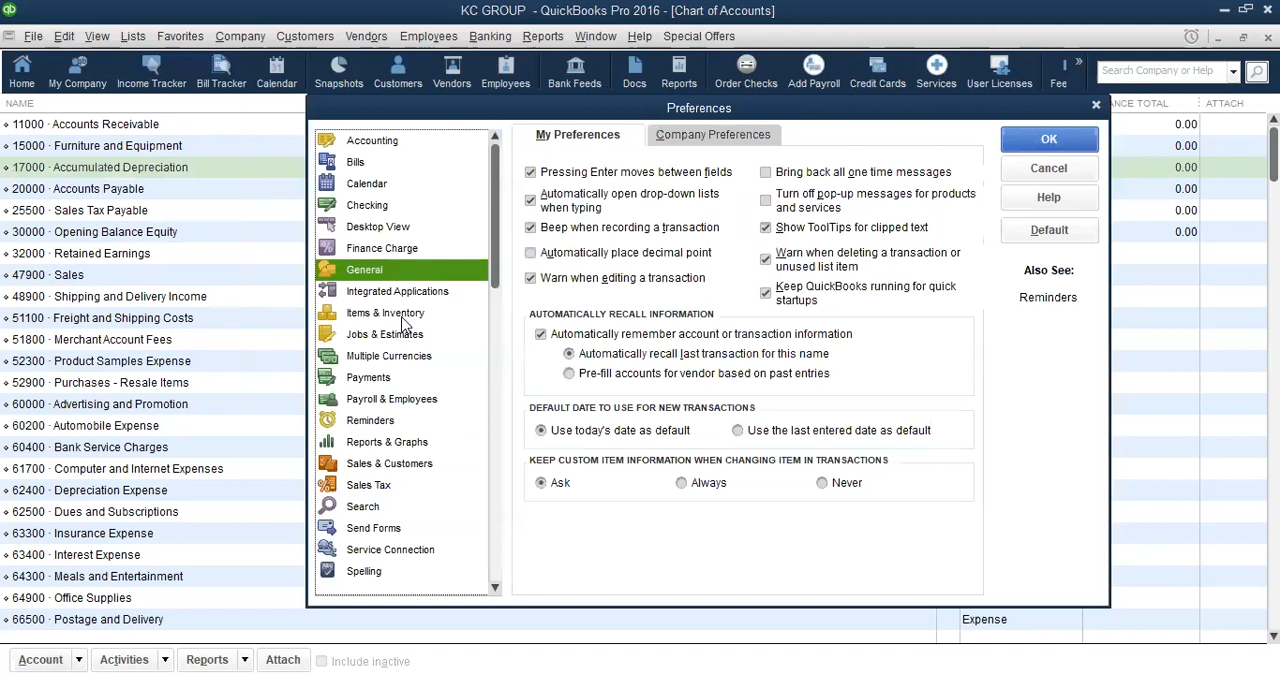 KC GROUP - QuickBooks Pro 2016 - [Chart of Accounts]
File Edit View Lists Favorites Company Customers Vendors Employees Banking Reports Window Help Special Offers
Home My Company Income Tracker Bill Tracker Calendar Snapshots Customers Vendors Employees Bank Feeds Docs Reports Order Checks Add Payroll Credit Cards Services User Licenses Fee » Search Company or Help
NAME ANCE TOTAL ATTACH
Preferences
11000 · Accounts Receivable 0.00
15000 · Furniture and Equipment 0.00
17000 · Accumulated Depreciation 0.00
20000 · Accounts Payable 0.00
25500 · Sales Tax Payable 0.00
30000 · Opening Balance Equity 0.00
32000 · Retained Earnings
47900 · Sales
48900 · Shipping and Delivery Income
51100 · Freight and Shipping Costs
51800 · Merchant Account Fees
52300 · Product Samples Expense
52900 · Purchases - Resale Items
60000 · Advertising and Promotion
60200 · Automobile Expense
60400 · Bank Service Charges
61700 · Computer and Internet Expenses
62400 · Depreciation Expense
62500 · Dues and Subscriptions
63300 · Insurance Expense
63400 · Interest Expense
64300 · Meals and Entertainment
64900 · Office Supplies
66500 · Postage and Delivery Expense
Accounting
Bills
Calendar
Checking
Desktop View
Finance Charge
General
Integrated Applications
Items & Inventory
Jobs & Estimates
Multiple Currencies
Payments
Payroll & Employees
Reminders
Reports & Graphs
Sales & Customers
Sales Tax
Search
Send Forms
Service Connection
Spelling
My Preferences Company Preferences
Pressing Enter moves between fields
Automatically open drop-down lists
when typing
Beep when recording a transaction
Automatically place decimal point
Warn when editing a transaction
Bring back all one time messages
Turn off pop-up messages for products
and services
Show ToolTips for clipped text
Warn when deleting a transaction or
unused list item
Keep QuickBooks running for quick
startups
AUTOMATICALLY RECALL INFORMATION
Automatically remember account or transaction information
Automatically recall last transaction for this name
Pre-fill accounts for vendor based on past entries
DEFAULT DATE TO USE FOR NEW TRANSACTIONS
Use today's date as default Use the last entered date as default
KEEP CUSTOM ITEM INFORMATION WHEN CHANGING ITEM IN TRANSACTIONS
Ask Always Never
OK
Cancel
Help
Default
Also See:
Reminders
Account Activities Reports Attach Include inactive